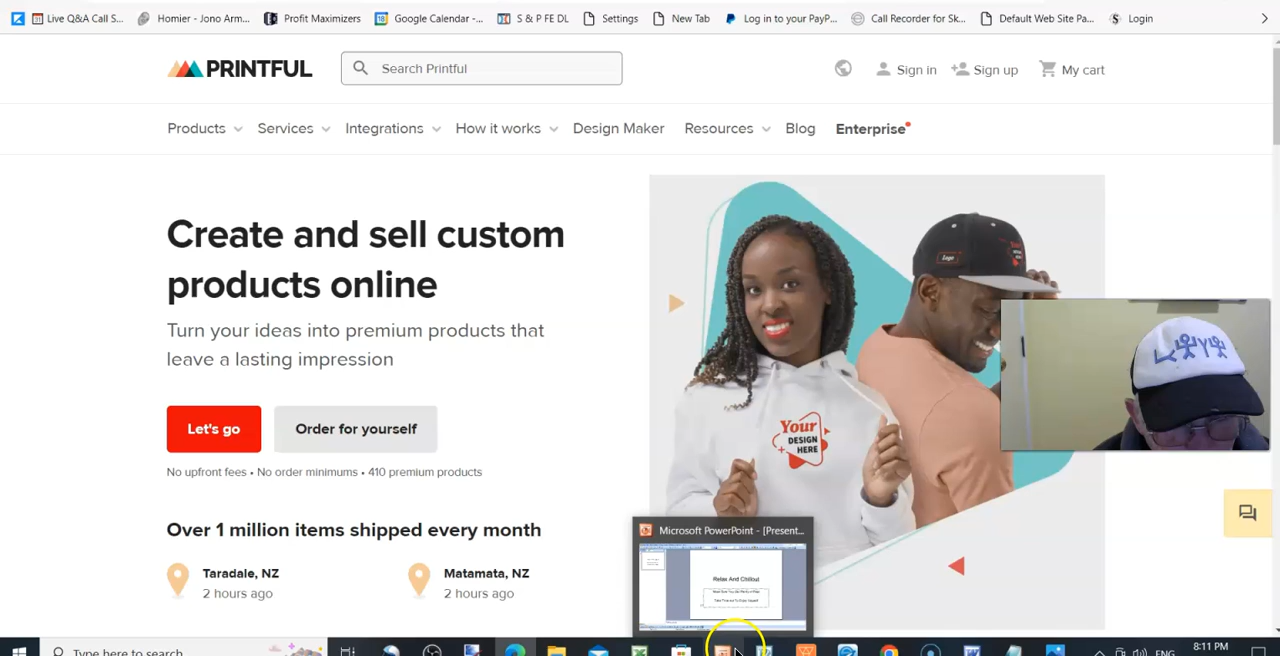 Live Q&A Call S...
Homier - Jono Arm...
Profit Maximizers
Google Calendar -...
S & P FE DL
Settings
New Tab
Log in to your PayP...
Call Recorder for Sk...
Default Web Site Pa...
Login
PRINTFUL
Search Printful
Sign in
Sign up
My cart
Products
Services
Integrations
How it works
Design Maker
Resources
Blog
Enterprise
Create and sell custom
products online
Turn your ideas into premium products that
leave a lasting impression
Let's go
Order for yourself
No upfront fees • No order minimums • 410 premium products
Over 1 million items shipped every month
Taradale, NZ
2 hours ago
Matamata, NZ
2 hours ago
Your
DESIGN
HERE
Logo
Microsoft PowerPoint - [Present...
Relax And Chillout
Type here to search
ENG
8:11 PM